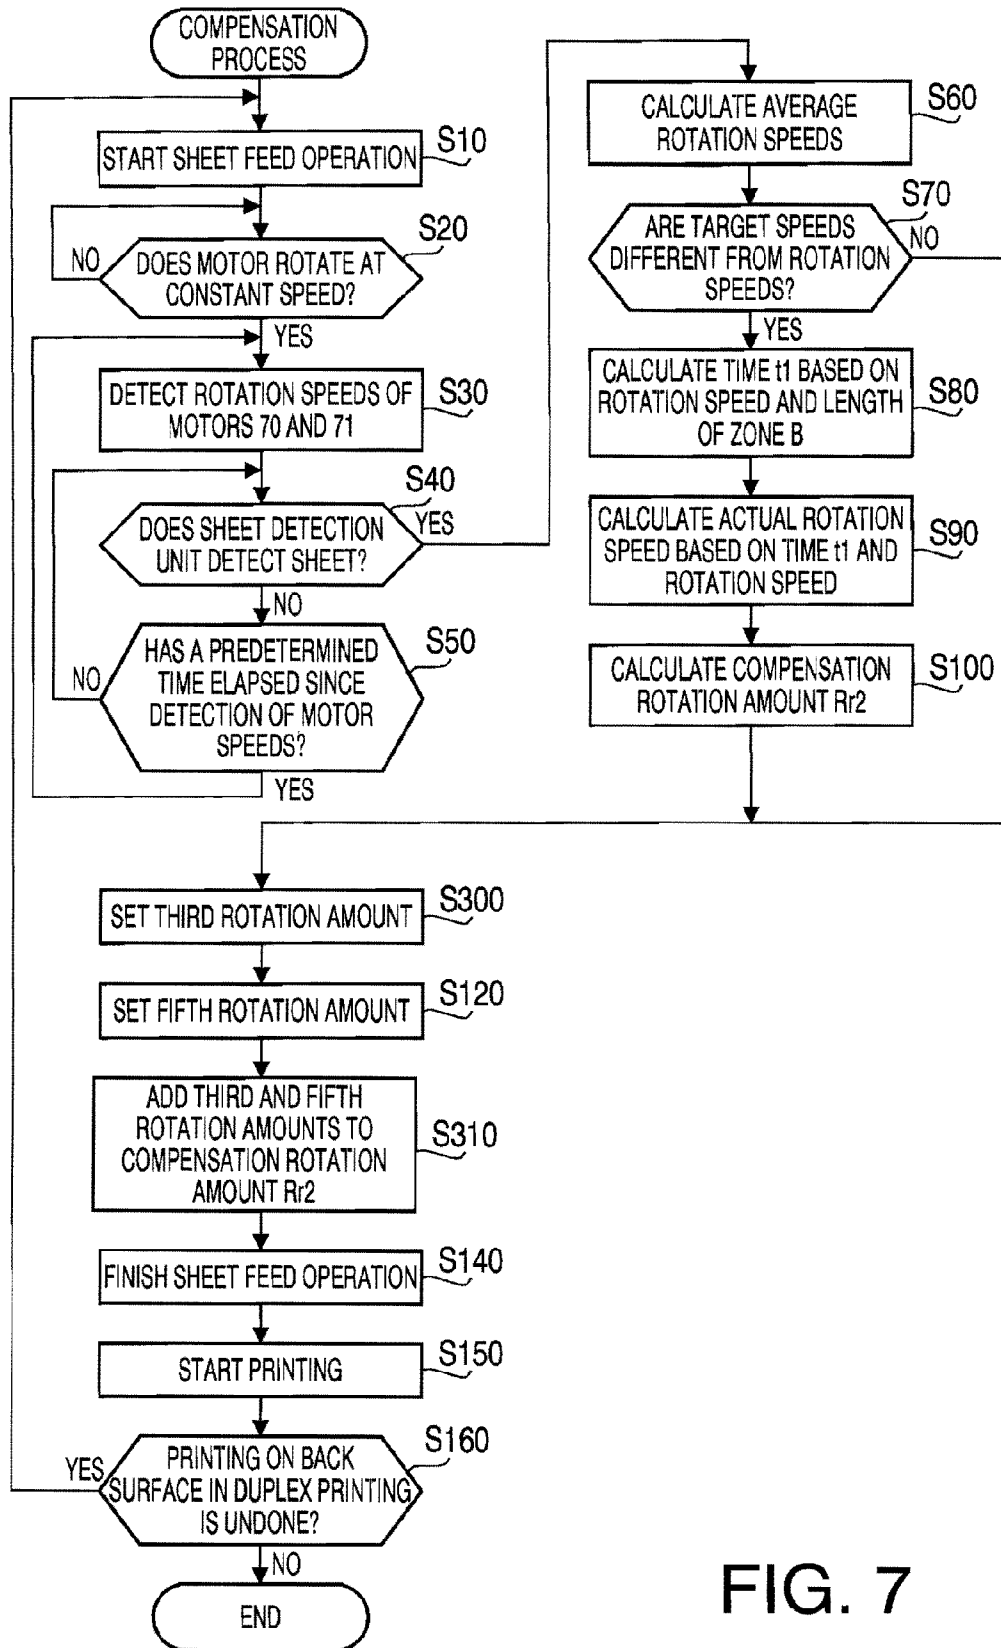 COMPENSATION
PROCESS
START SHEET FEED OPERATION
S10
DOES MOTOR ROTATE AT
CONSTANT SPEED?
S20
NO
YES
DETECT ROTATION SPEEDS OF
MOTORS 70 AND 71
S30
DOES SHEET DETECTION
UNIT DETECT SHEET?
S40
YES
NO
HAS A PREDETERMINED
TIME ELAPSED SINCE
DETECTION OF MOTOR
SPEEDS?
S50
NO
YES
CALCULATE AVERAGE
ROTATION SPEEDS
S60
ARE TARGET SPEEDS
DIFFERENT FROM ROTATION
SPEEDS?
S70
NO
YES
CALCULATE TIME t1 BASED ON
ROTATION SPEED AND LENGTH
OF ZONE B
S80
CALCULATE ACTUAL ROTATION
SPEED BASED ON TIME t1 AND
ROTATION SPEED
S90
CALCULATE COMPENSATION
ROTATION AMOUNT Rr2
S100
SET THIRD ROTATION AMOUNT
S300
SET FIFTH ROTATION AMOUNT
S120
ADD THIRD AND FIFTH
ROTATION AMOUNTS TO
COMPENSATION ROTATION
AMOUNT Rr2
S310
FINISH SHEET FEED OPERATION
S140
START PRINTING
S150
PRINTING ON BACK
SURFACE IN DUPLEX PRINTING
IS UNDONE?
S160
YES
NO
END
FIG. 7